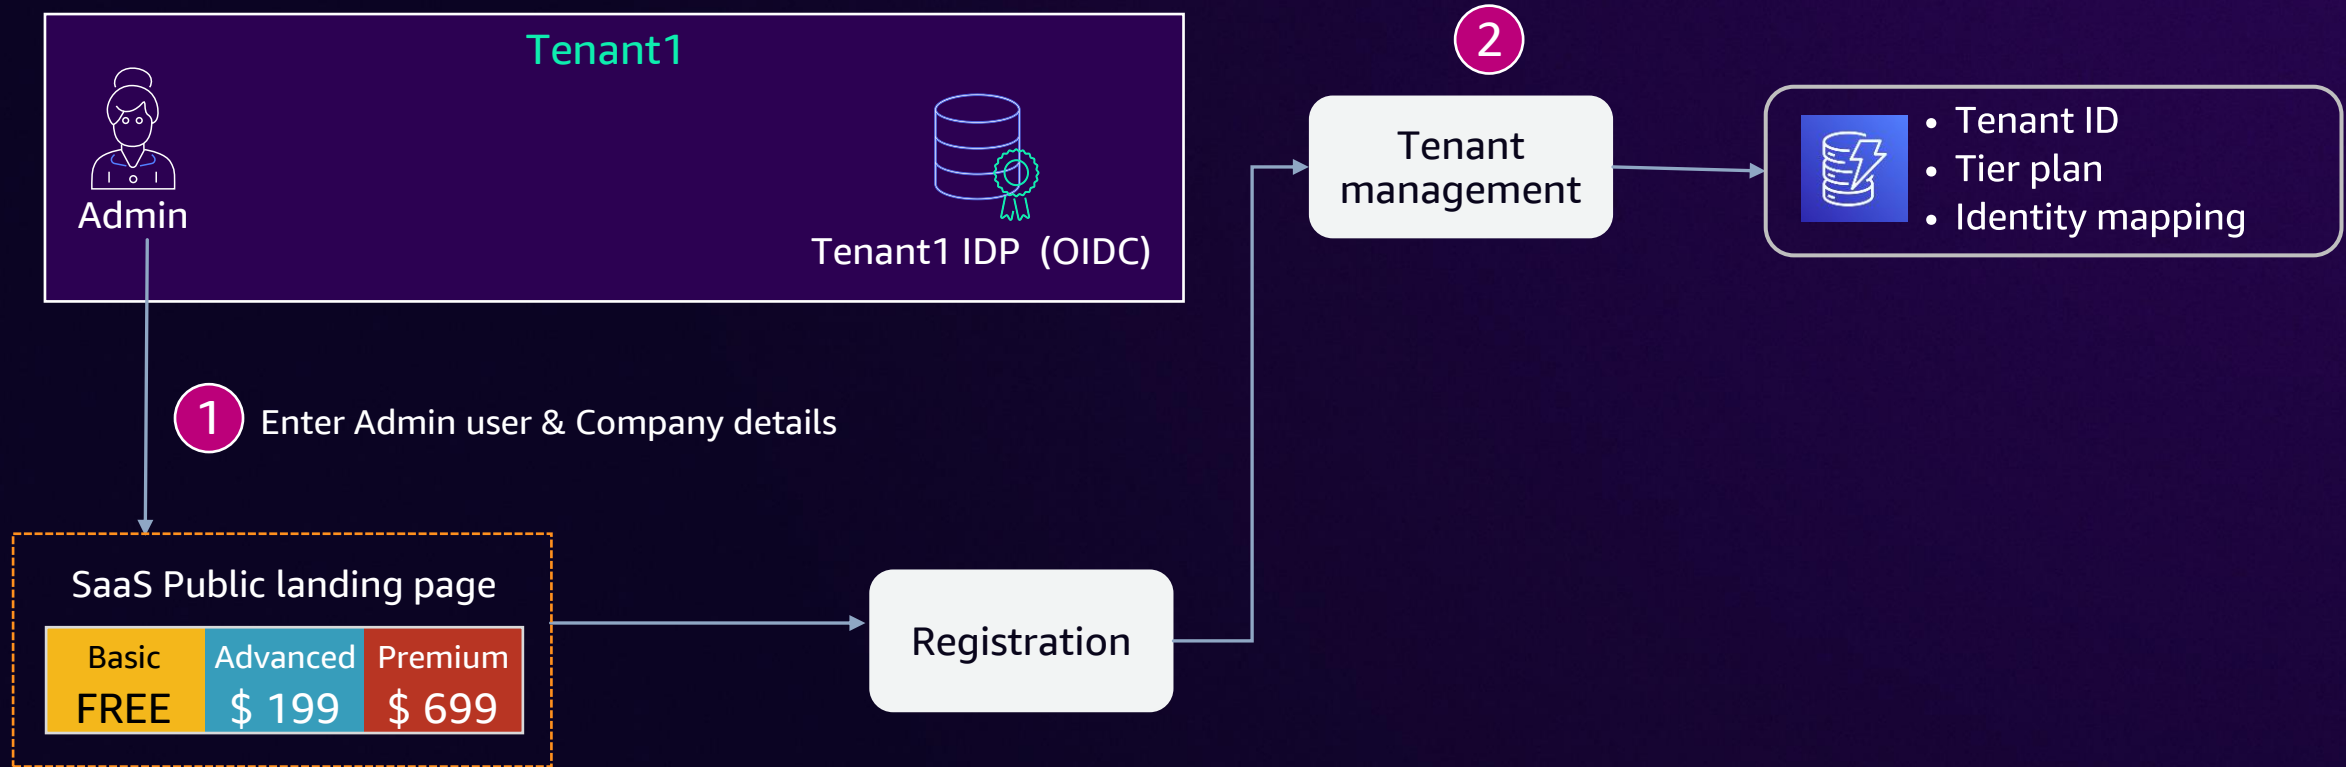 Tenant1
Admin
Tenant1 IDP (OIDC)
1
Enter Admin user & Company details
SaaS Public landing page
Basic
FREE
Advanced
$ 199
Premium
$ 699
Registration
2
Tenant
management
• Tenant ID
• Tier plan
• Identity mapping